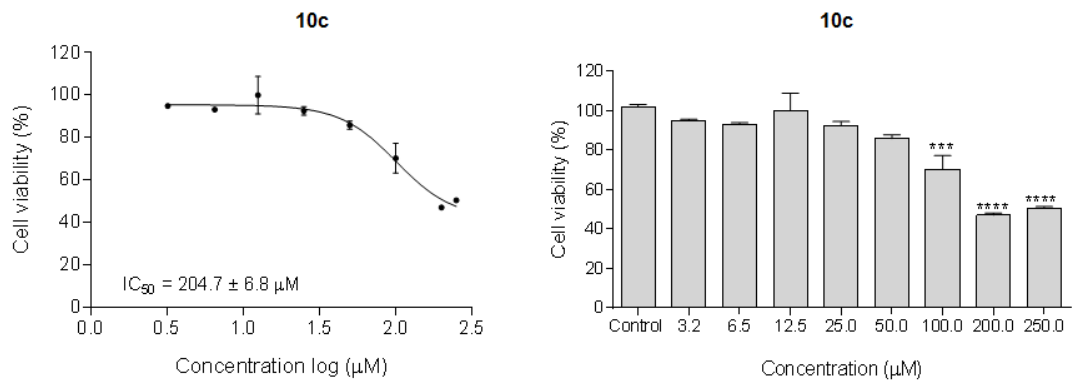 10c
Cell viability (%)
120
100
80
60
40
20
0
IC50 = 204.7 ± 6.8 μM
0.0 0.5 1.0 1.5 2.0 2.5
Concentration log (μM)
10c
Cell viability (%)
120
100
80
60
40
20
0
***
**** ****
Control 3.2 6.5 12.5 25.0 50.0 100.0 200.0 250.0
Concentration (μM)